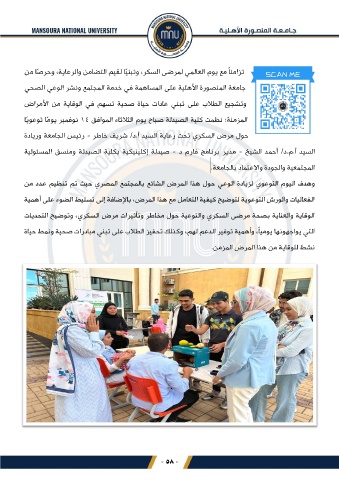 MANSOURA NATIONAL UNIVERSITY
جـامـعـة المنصـورة الأهـليـة
SCAN ME
تزامناً مع يوم العالمي لمرضى السكر، وتبنيًا لقيم التضامن والرعاية، وحرصًا من
جامعة المنصورة الأهلية على المساهمة في خدمة المجتمع ونشر الوعي الصحي
وتشجيع الطلاب على تبني عادات حياة صحية تسهم في الوقاية من الأمراض
المزمنة؛ نظمت كلية الصيدلة صباح يوم الثلاثاء الموافق ١٤ نوفمبر يومًا توعويًا
حول مرض السكري تحت رعاية السيد أ.د/ شريف خاطر - رئيس الجامعة وريادة
السيد أ.م.د/ أحمد الشيخ - مدير برنامج فارم د - صيدلة إكلينيكية بكلية الصيدلة ومنسق المسئولية
المجتمعية والجودة والاعتماد بالجامعة.
وهدف اليوم التوعوي لزيادة الوعي حول هذا المرض الشائع بالمجتمع المصري حيث تم تنظيم عدد من
الفعاليات والورش التوعوية لتوضيح كيفية التعامل مع هذا المرض، بالإضافة إلى تسليط الضوء على أهمية
الوقاية والعناية بصحة مرضى السكري والتوعية حول مخاطر وتأثيرات مرض السكري، وتوضيح التحديات
التي يواجهونها يومياً، وأهمية توفير الدعم لهم، وكذلك تحفيز الطلاب على تبني مبادرات صحية ونمط حياة
نشط للوقاية من هذا المرض المزمن.
- ٥٨ -